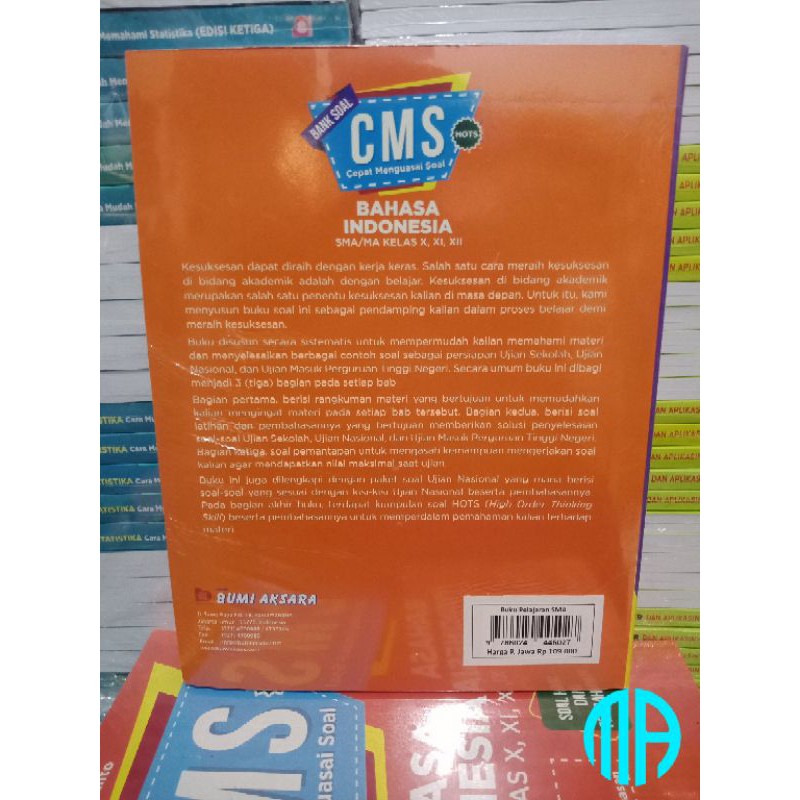 Memahami Statistika (EDISI KETIGA)
BANK SOAL
CMS
HOTS
Cepat Menguasai Soal
BAHASA
INDONESIA
SMA/MA KELAS X, XI, XII
Kesuksesan dapat diraih dengan kerja keras. Salah satu cara meraih kesuksesan
di bidang akademik adalah dengan belajar. Kesuksesan di bidang akademik
merupakan salah satu penentu kesuksesan kalian di masa depan. Untuk itu, kami
menyusun buku soal ini sebagai pendamping kalian dalam proses belajar demi
meraih kesuksesan.
Buku disusun secara sistematis untuk mempermudah kalian memahami materi
dan menyelesaikan berbagai contoh soal sebagai persiapan Ujian Sekolah, Ujian
Nasional, dan Ujian Masuk Perguruan Tinggi Negeri. Secara umum buku ini dibagi
menjadi 3 (tiga) bagian pada setiap bab
Bagian pertama, berisi rangkuman materi yang bertujuan untuk memudahkan
kalian mengingat materi pada setiap bab tersebut. Bagian kedua, berisi soal
latihan dan pembahasannya yang bertujuan memberikan solusi penyelesaan
soal-soal Ujian Sekolah, Ujian Nasional, dan Ujian Masuk Perguruan Tinggi Negeri.
Bagian ketiga, soal pemantapan untuk mengasah kemampuan mengerjakan soal
kalian agar mendapatkan nilai maksimal saat ujian.
Buku ini juga dilengkapi dengan paket soal Ujian Nasional yang mana berisi
soal-soal yang sesuai dengan kisi-kisi Ujian Nasional beserta pembahasannya.
Pada bagian akhir buku, terdapat kumpulan soal HOTS (High Order Thinking
Skill) beserta pembahasannya untuk memperdalam pemahaman kalian terhadap
materi
BUMI AKSARA
Buku Pelajaran SMA
Harga P. Jawa Rp 109.000
MA
MS
uasai Soal
X, XI, X